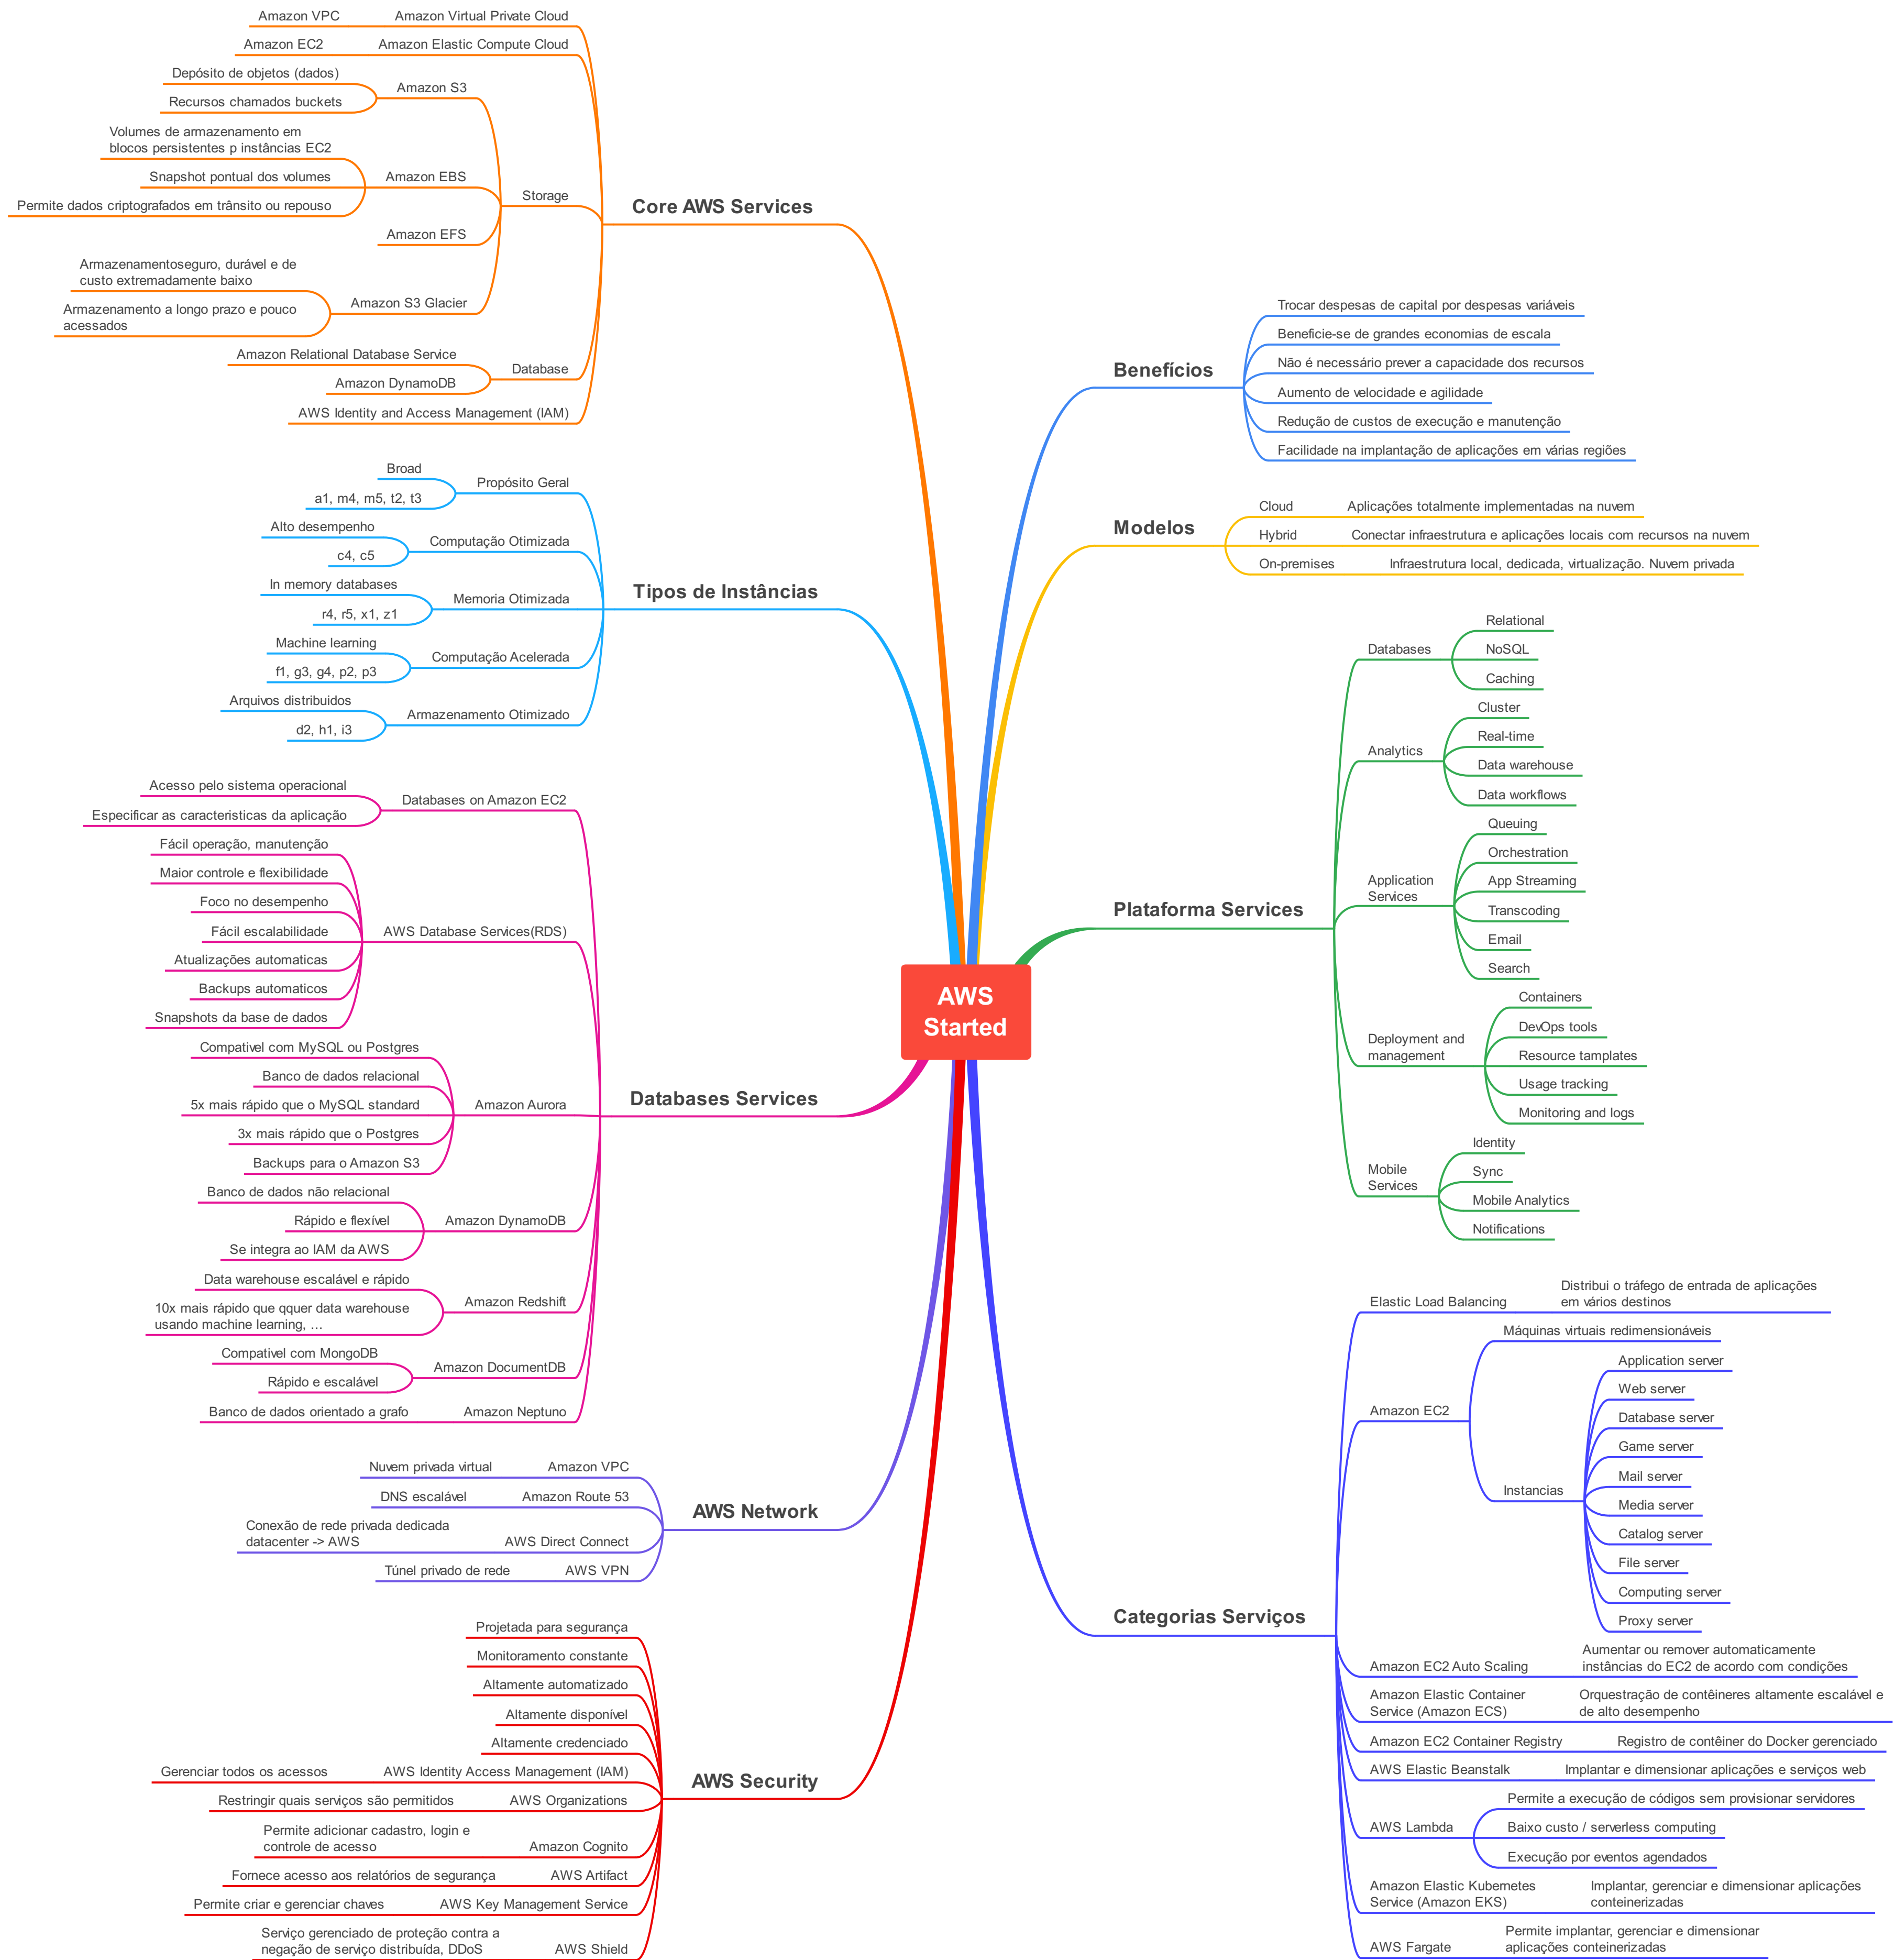 AWS
Started
Core AWS Services
Amazon Virtual Private Cloud
Amazon VPC
Amazon Elastic Compute Cloud
Amazon EC2
Storage
Amazon S3
Depósito de objetos (dados)
Recursos chamados buckets
Amazon EBS
Volumes de armazenamento em
blocos persistentes p instâncias EC2
Snapshot pontual dos volumes
Permite dados criptografados em trânsito ou repouso
Amazon EFS
Amazon S3 Glacier
Armazenamentoseguro, durável e de
custo extremadamente baixo
Armazenamento a longo prazo e pouco
acessados
Database
Amazon Relational Database Service
Amazon DynamoDB
AWS Identity and Access Management (IAM)
Tipos de Instâncias
Propósito Geral
Broad
a1, m4, m5, t2, t3
Computação Otimizada
Alto desempenho
c4, c5
Memoria Otimizada
In memory databases
r4, r5, x1, z1
Computação Acelerada
Machine learning
f1, g3, g4, p2, p3
Armazenamento Otimizado
Arquivos distribuidos
d2, h1, i3
Databases Services
Databases on Amazon EC2
Acesso pelo sistema operacional
Especificar as caracteristicas da aplicação
AWS Database Services(RDS)
Fácil operação, manutenção
Maior controle e flexibilidade
Foco no desempenho
Fácil escalabilidade
Atualizações automaticas
Backups automaticos
Snapshots da base de dados
Amazon Aurora
Compativel com MySQL ou Postgres
Banco de dados relacional
5x mais rápido que o MySQL standard
3x mais rápido que o Postgres
Backups para o Amazon S3
Amazon DynamoDB
Banco de dados não relacional
Rápido e flexível
Se integra ao IAM da AWS
Amazon Redshift
Data warehouse escalável e rápido
10x mais rápido que qquer data warehouse
usando machine learning, ...
Amazon DocumentDB
Compativel com MongoDB
Rápido e escalável
Amazon Neptuno
Banco de dados orientado a grafo
AWS Network
Amazon VPC
Nuvem privada virtual
Amazon Route 53
DNS escalável
AWS Direct Connect
Conexão de rede privada dedicada
datacenter -> AWS
AWS VPN
Túnel privado de rede
AWS Security
Projetada para segurança
Monitoramento constante
Altamente automatizado
Altamente disponível
Altamente credenciado
AWS Identity Access Management (IAM)
Gerenciar todos os acessos
AWS Organizations
Restringir quais serviços são permitidos
Amazon Cognito
Permite adicionar cadastro, login e
controle de acesso
AWS Artifact
Fornece acesso aos relatórios de segurança
AWS Key Management Service
Permite criar e gerenciar chaves
AWS Shield
Serviço gerenciado de proteção contra a
negação de serviço distribuída, DDoS
Benefícios
Trocar despesas de capital por despesas variáveis
Beneficie-se de grandes economias de escala
Não é necessário prever a capacidade dos recursos
Aumento de velocidade e agilidade
Redução de custos de execução e manutenção
Facilidade na implantação de aplicações em várias regiões
Modelos
Cloud
Aplicações totalmente implementadas na nuvem
Hybrid
Conectar infraestrutura e aplicações locais com recursos na nuvem
On-premises
Infraestrutura local, dedicada, virtualização. Nuvem privada
Plataforma Services
Databases
Relational
NoSQL
Caching
Analytics
Cluster
Real-time
Data warehouse
Data workflows
Application
Services
Queuing
Orchestration
App Streaming
Transcoding
Email
Search
Deployment and
management
Containers
DevOps tools
Resource tamplates
Usage tracking
Monitoring and logs
Mobile
Services
Identity
Sync
Mobile Analytics
Notifications
Categorias Serviços
Elastic Load Balancing
Distribui o tráfego de entrada de aplicações
em vários destinos
Amazon EC2
Máquinas virtuais redimensionáveis
Instancias
Application server
Web server
Database server
Game server
Mail server
Media server
Catalog server
File server
Computing server
Proxy server
Amazon EC2 Auto Scaling
Aumentar ou remover automaticamente
instâncias do EC2 de acordo com condições
Amazon Elastic Container
Service (Amazon ECS)
Orquestração de contêineres altamente escalável e
de alto desempenho
Amazon EC2 Container Registry
Registro de contêiner do Docker gerenciado
AWS Elastic Beanstalk
Implantar e dimensionar aplicações e serviços web
AWS Lambda
Permite a execução de códigos sem provisionar servidores
Baixo custo / serverless computing
Execução por eventos agendados
Amazon Elastic Kubernetes
Service (Amazon EKS)
Implantar, gerenciar e dimensionar aplicações
conteinerizadas
AWS Fargate
Permite implantar, gerenciar e dimensionar
aplicações conteinerizadas